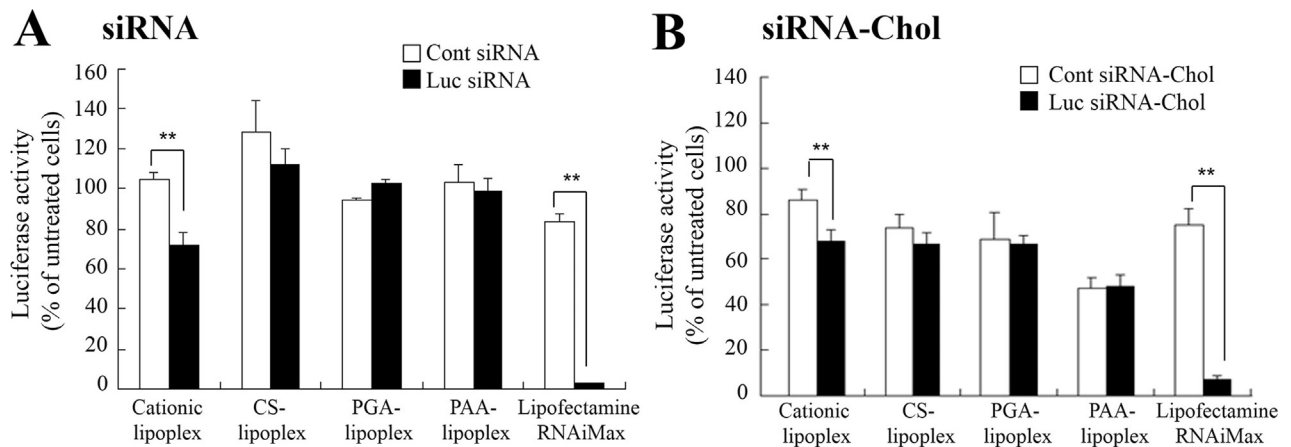 A siRNA
Cont siRNA
Luc siRNA
Luciferase activity
(% of untreated cells)
160
140
120
100
80
60
40
20
0
**
**
Cationic
lipoplex
CS-
lipoplex
PGA-
lipoplex
PAA-
lipoplex
Lipofectamine
RNAiMax
B siRNA-Chol
Cont siRNA-Chol
Luc siRNA-Chol
Luciferase activity
(% of untreated cells)
140
120
100
80
60
40
20
0
**
**
Cationic
lipoplex
CS-
lipoplex
PGA-
lipoplex
PAA-
lipoplex
Lipofectamine
RNAiMax